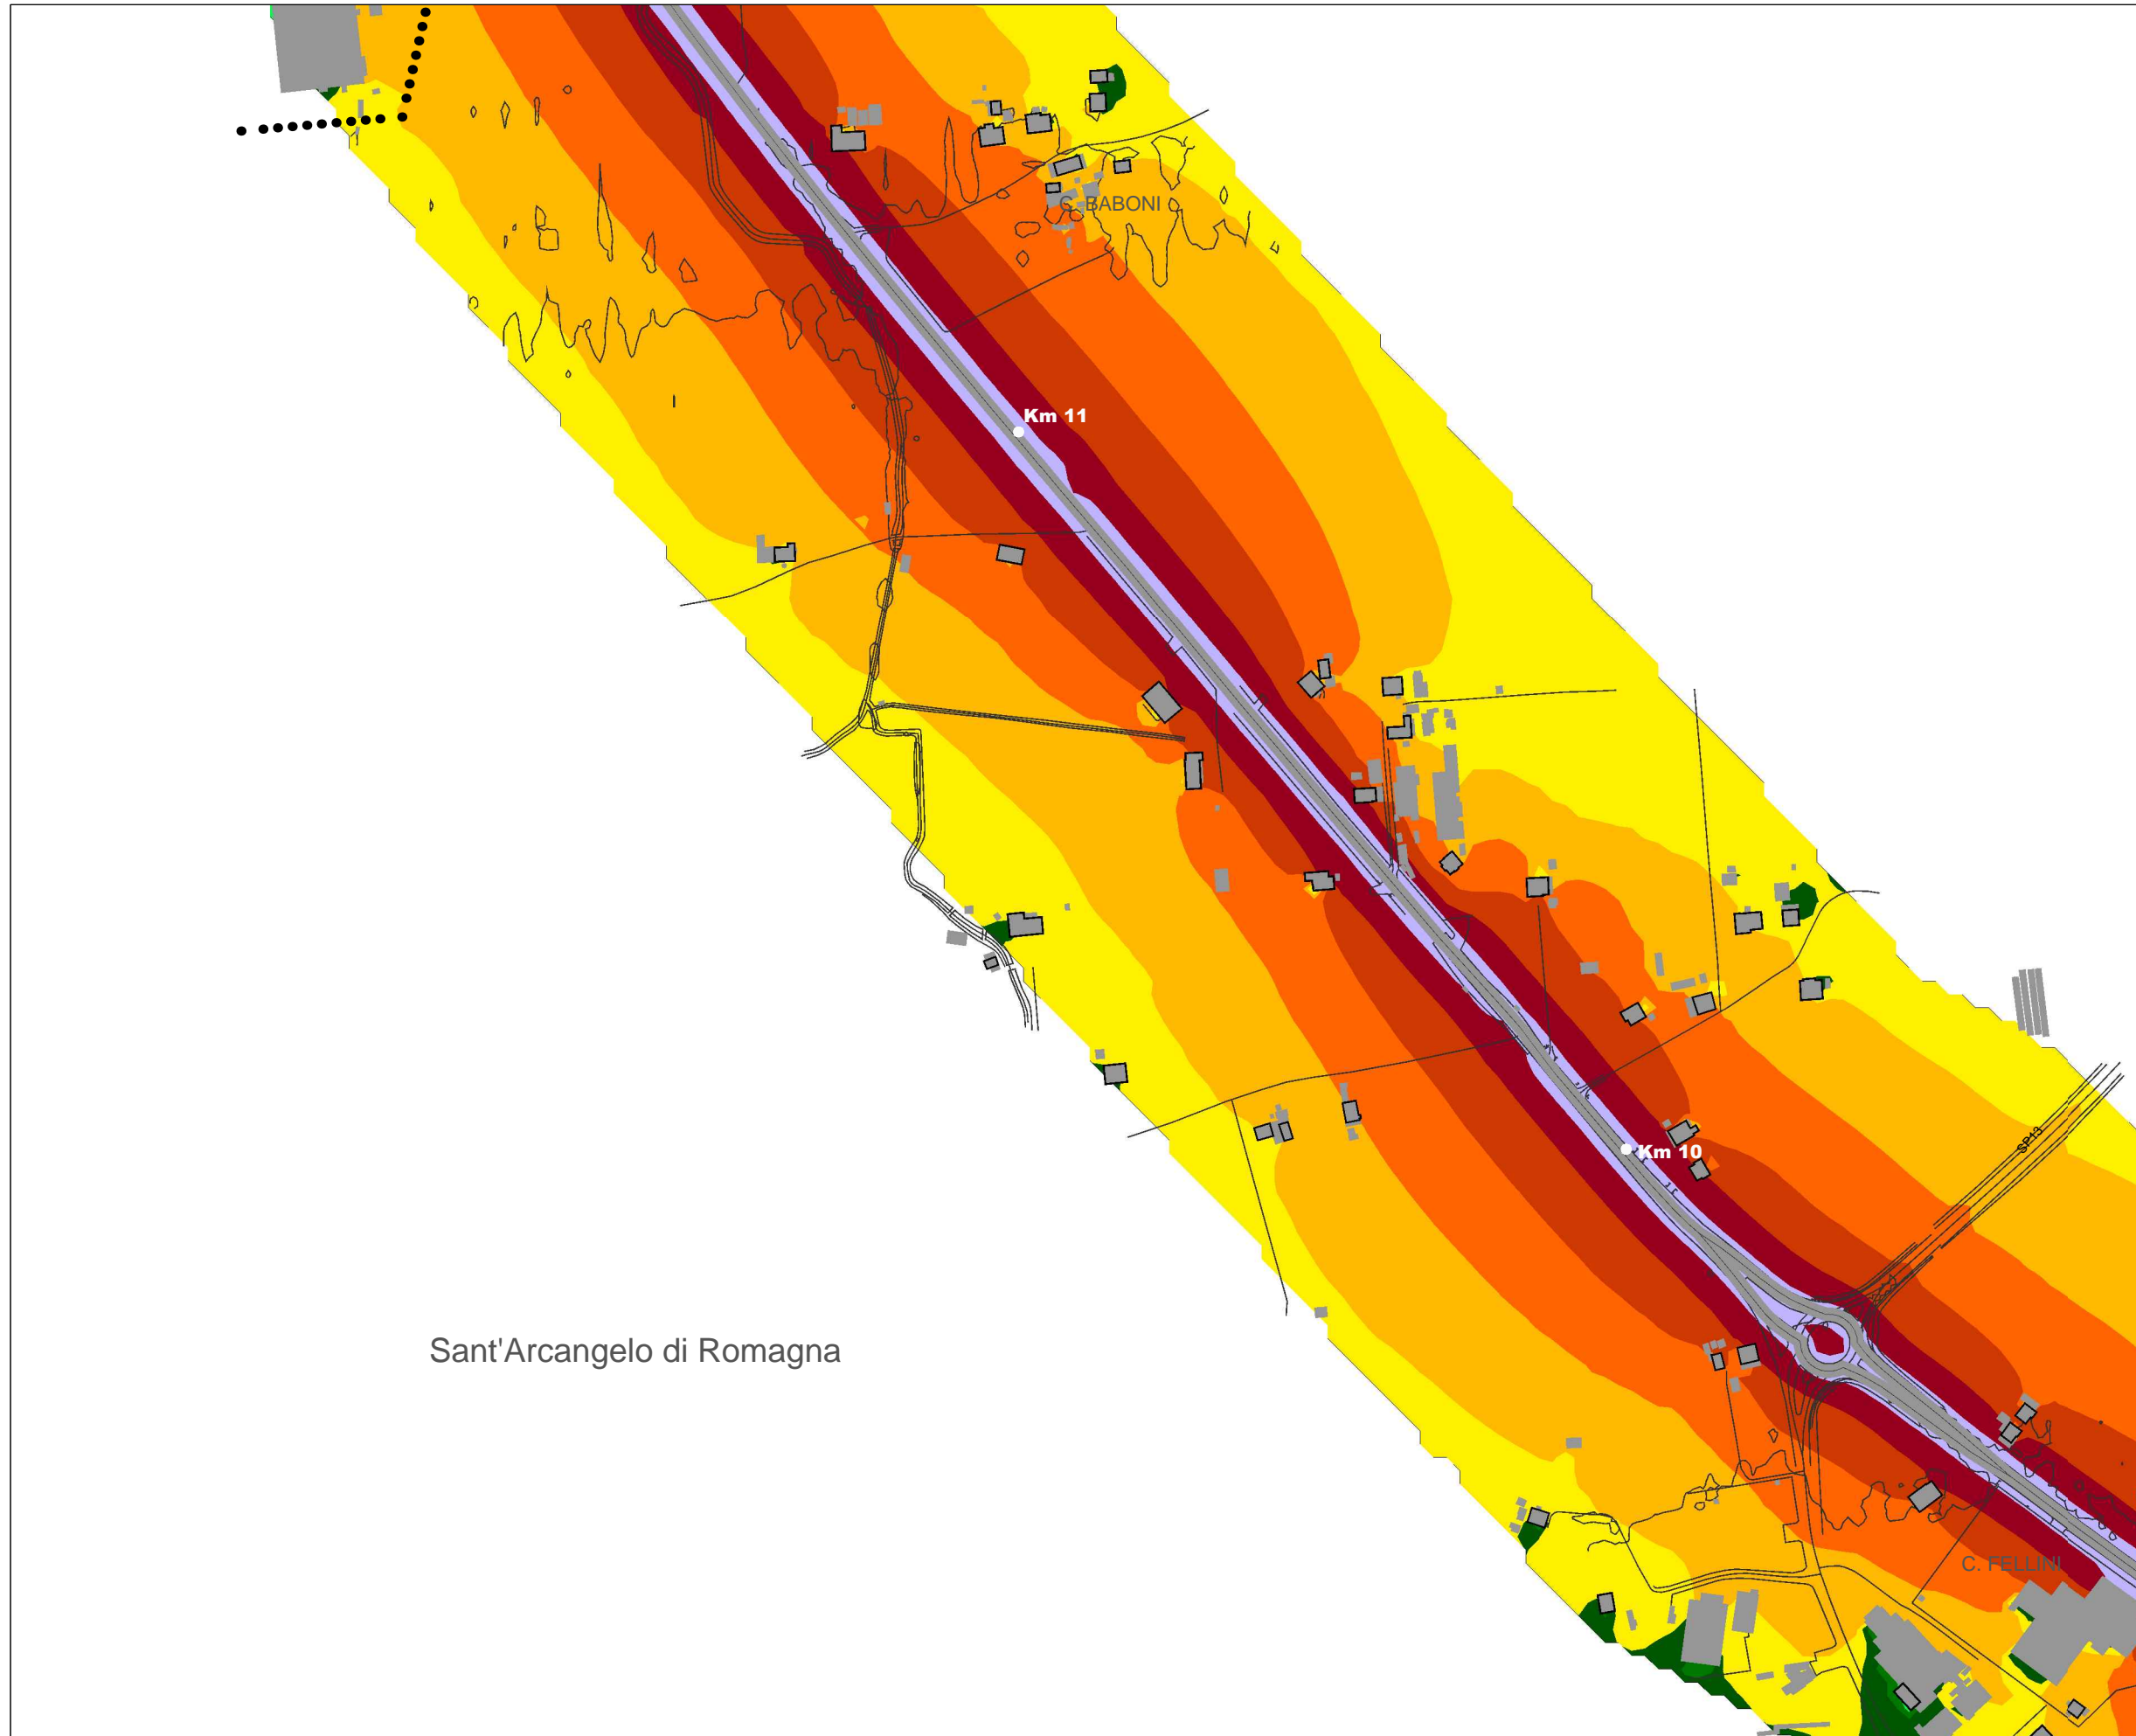 C. BABONI
Km 11
SP13
Km 10
Sant'Arcangelo di Romagna
C. FELLINI